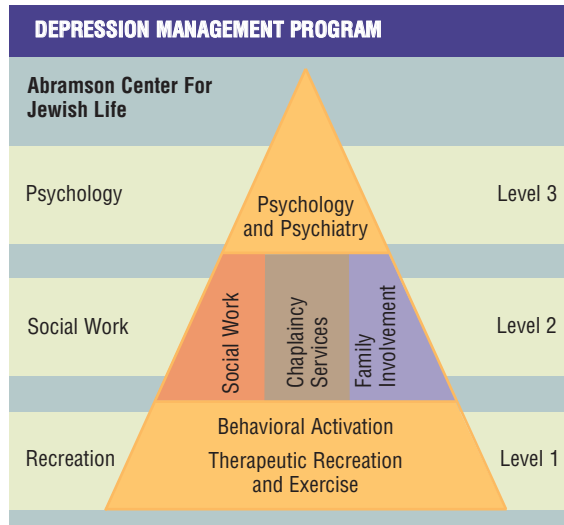 DEPRESSION MANAGEMENT PROGRAM
Abramson Center For
Jewish Life
Psychology
Psychology
and Psychiatry
Level 3
Social Work
Social Work
Chaplaincy
Services
Family
Involvement
Level 2
Recreation
Behavioral Activation
Therapeutic Recreation
and Exercise
Level 1